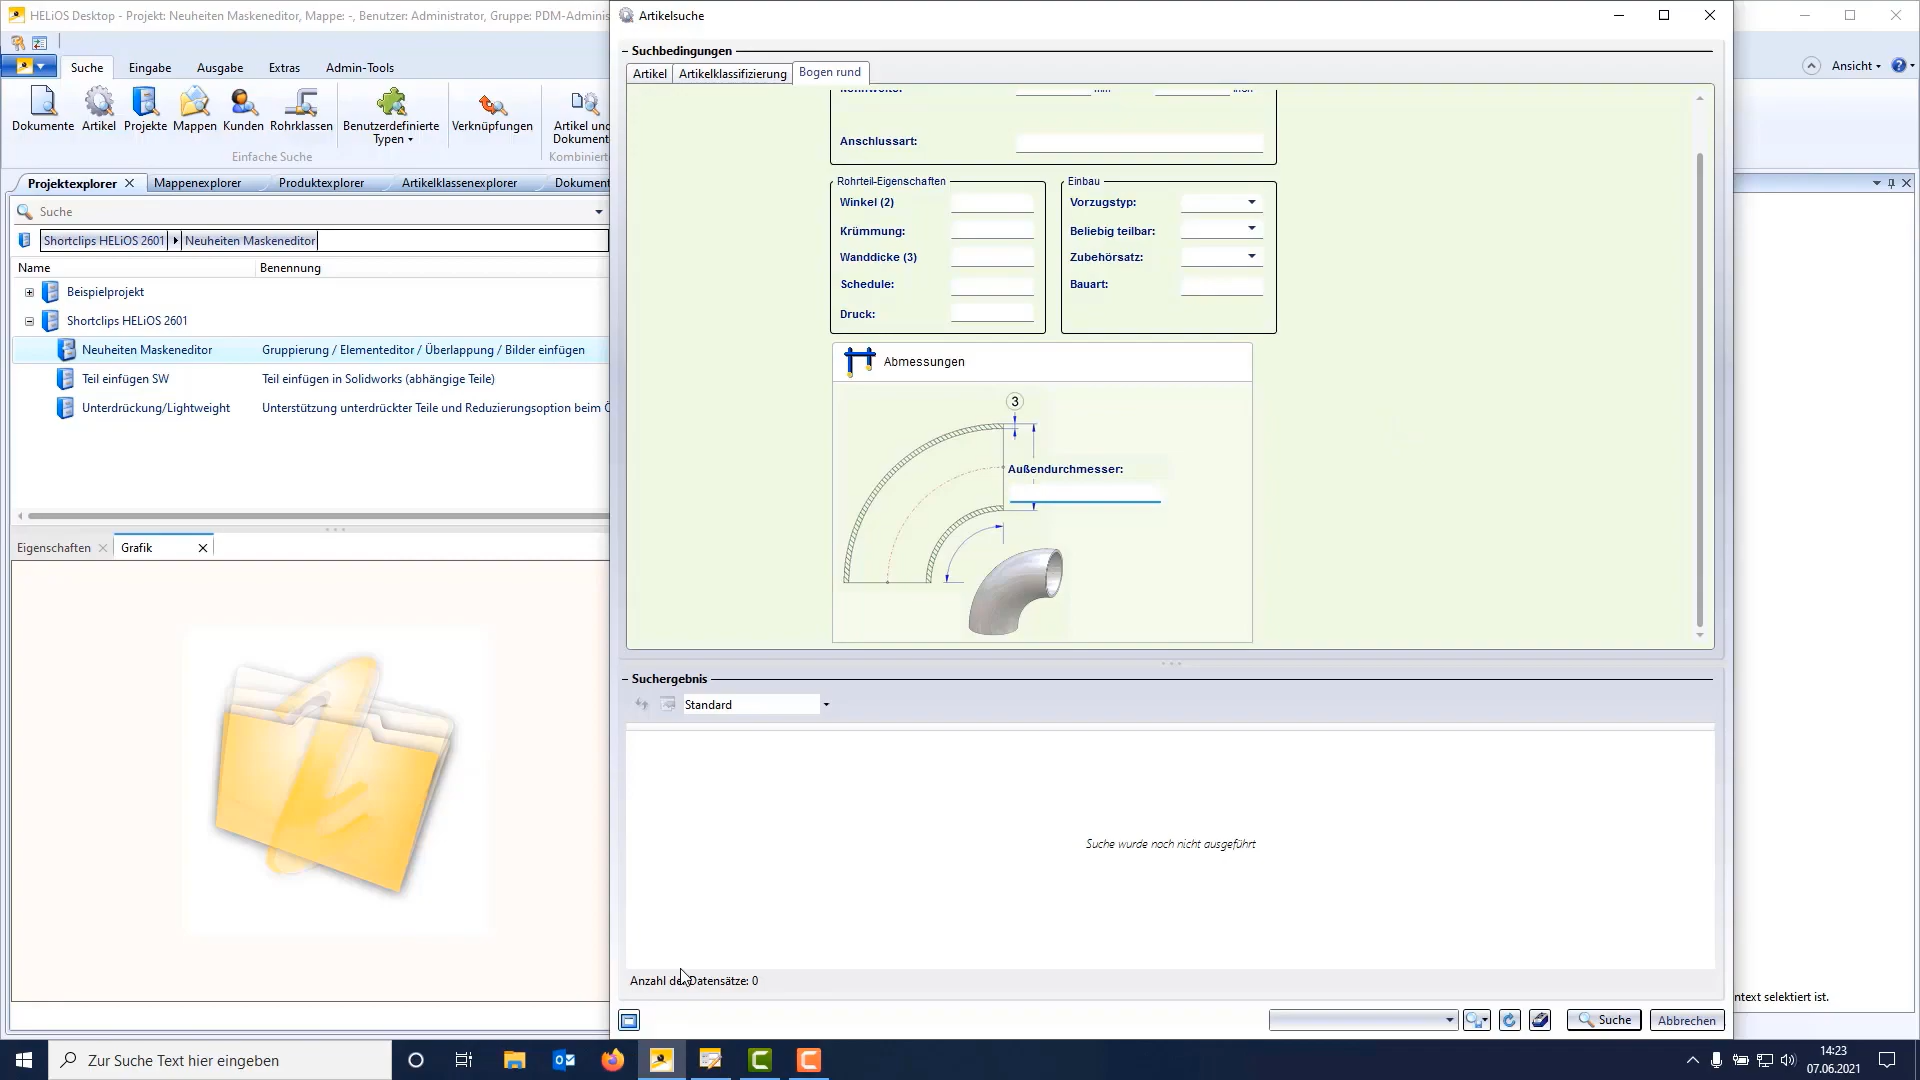 HELiOS Desktop - Projekt: Neuheiten Maskeneditor, Mappe: -, Benutzer: Administrator, Gruppe: PDM-Adminis
Artikelsuche
Suche
Eingabe
Ausgabe
Extras
Admin-Tools
Ansicht
Dokumente
Artikel
Projekte
Mappen
Kunden
Rohrklassen
Benutzerdefinierte
Typen
Verknüpfungen
Artikel und
Dokument
Einfache Suche
Kombinierte
Projektexplorer
Mappenexplorer
Produktexplorer
Artikelklassenexplorer
Dokument
Suche
Shortclips HELiOS 2601
Neuheiten Maskeneditor
Name
Benennung
Beispielprojekt
Shortclips HELiOS 2601
Neuheiten Maskeneditor
Gruppierung / Elementeditor / Überlappung / Bilder einfügen
Teil einfügen SW
Teil einfügen in Solidworks (abhängige Teile)
Unterdrückung/Lightweight
Unterstützung unterdrückter Teile und Reduzierungsoption beim
Eigenschaften
Grafik
Suchbedingungen
Artikel
Artikelklassifizierung
Bogen rund
Anschlussart:
Rohrteil-Eigenschaften
Winkel (2)
Krümmung:
Wanddicke (3)
Schedule:
Druck:
Einbau
Vorzugstyp:
Beliebig teilbar:
Zubehörsatz:
Bauart:
Abmessungen
3
Außendurchmesser:
Suchergebnis
Standard
Suche wurde noch nicht ausgeführt
Anzahl der Datensätze: 0
ntext selektiert ist.
Suche
Abbrechen
Zur Suche Text hier eingeben
14:23
07.06.2021